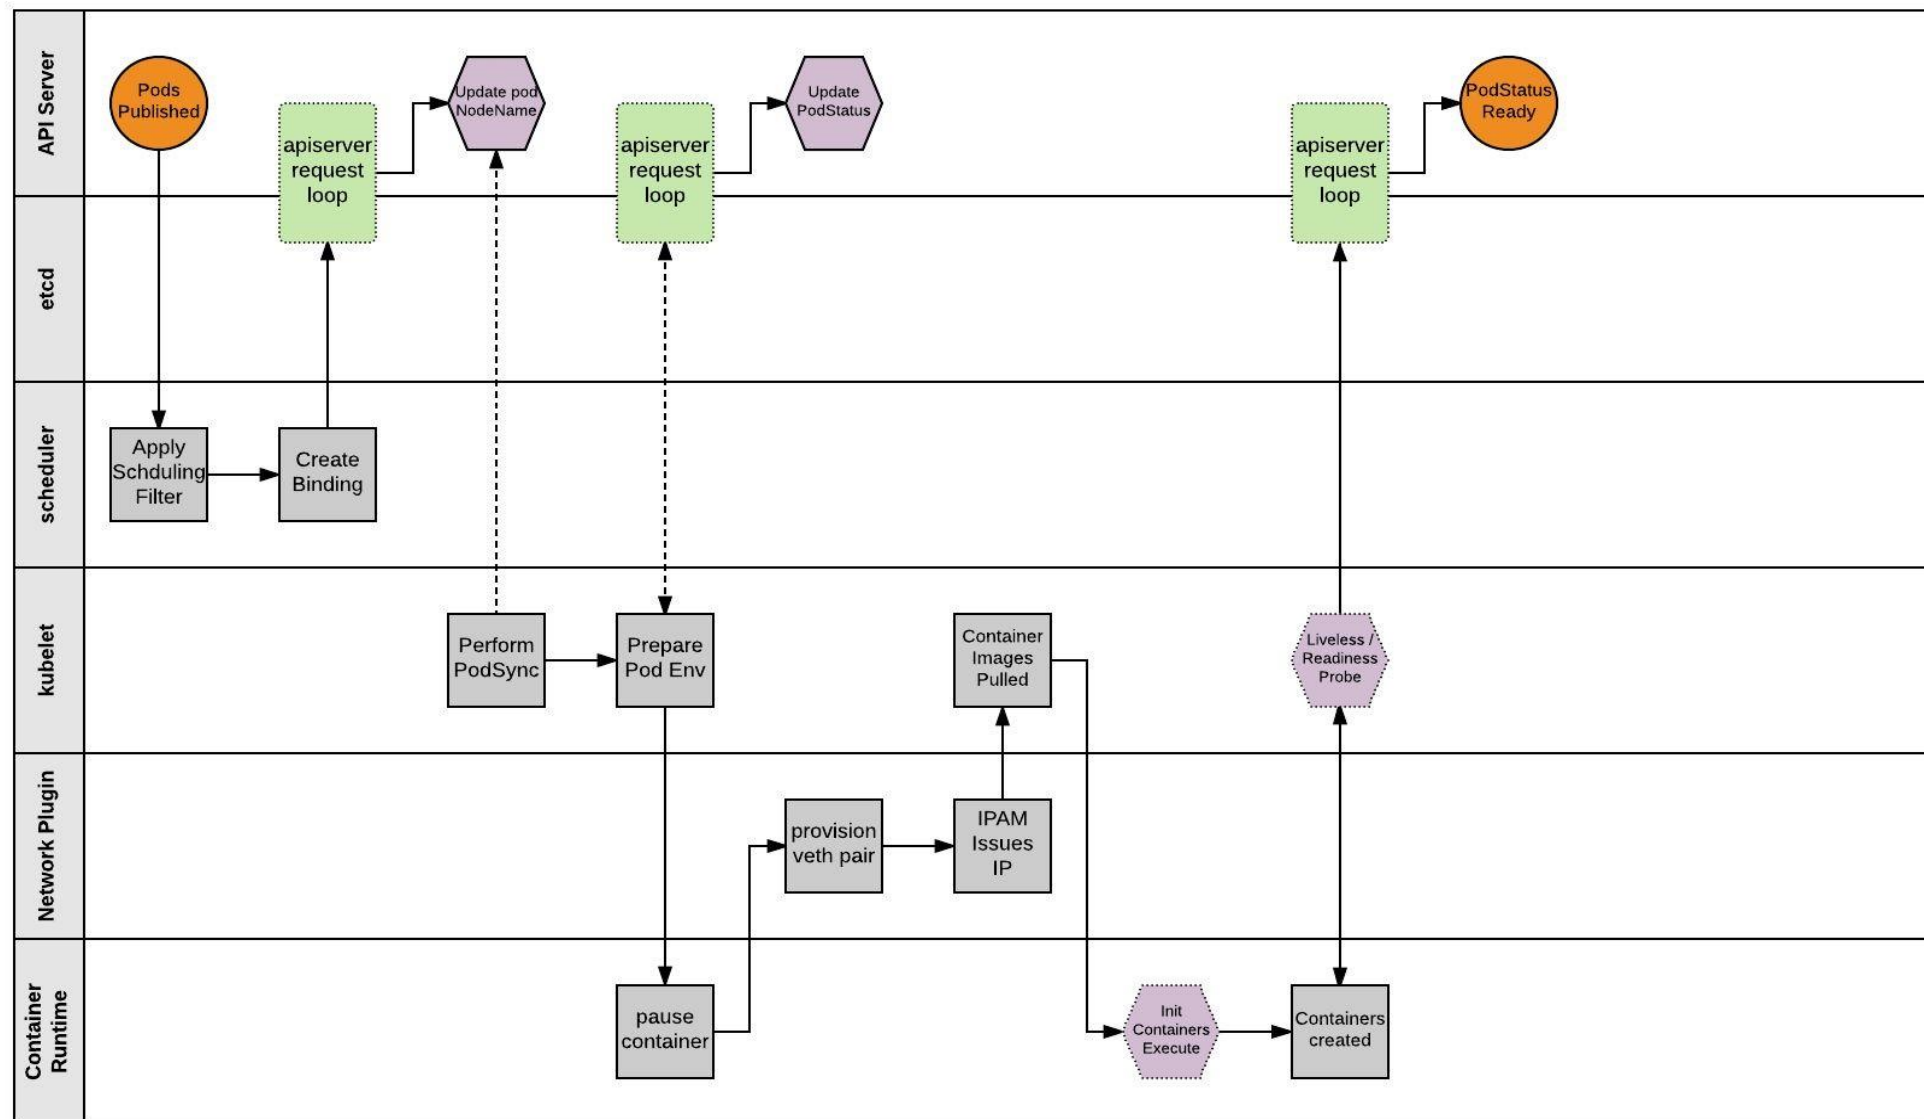 API Server
Pods
Published
apiserver
request
loop
Update pod
NodeName
apiserver
request
loop
Update
PodStatus
apiserver
request
loop
PodStatus
Ready
etcd
scheduler
Apply
Schduling
Filter
Create
Binding
kubelet
Perform
PodSync
Prepare
Pod Env
Container
Images
Pulled
Liveless /
Readiness
Probe
Network Plugin
provision
veth pair
IPAM
Issues
IP
Container
Runtime
pause
container
Init
Containers
Execute
Containers
created